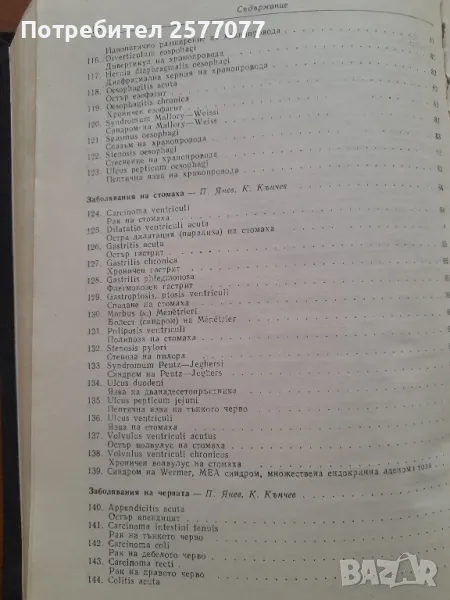 Потребител 2577077
Съдържание
Идиопатично разширение на хранопровода
116. Diverticulum oesophagi
Дивертикул на хранопровода 81
117. Hernia diaphragmatis oesophagi
Диафрагмална херния на хранопровода
118. Oesophagitis acuta
Остър езофагит
119. Oesophagitis chronica
Хроничен езофагит
120. Syndromum Mallory—Weissi
Синдром на Mallory—Weiss
121. Spasmus oesophagi
Спазъм на хранопровода
122. Stenosis oesophagi
Стеснение на хранопровода
123. Ulcus pepticum oesophagi
Пептична язва на хранопровода
Заболявания на стомаха — П. Янев, К. Кънчев
124. Carcinoma ventriculi
Рак на стомаха
125. Dilatatio ventriculi acuta
Остра дилатация (парализа) на стомаха
126. Gastritis acuta
Остър гастрит
127. Gastritis chronica
Хроничен гастрит
128. Gastritis phlegmonosa
Флегмонозен гастрит
129. Gastroptosis, ptosis ventriculi
Спадане на стомаха
130. Morbus (s.) Ménétrieri
Болест (синдром) на Ménétrier
131. Poliposis ventriculi
Полипоза на стомаха
132. Stenosis pylori
Стеноза на пилора
133. Syndromum Peutz—Jeghersi
Синдром на Peutz—Jeghers
134. Ulcus duodeni
Язва на дванадесетопръстника
135. Ulcus pepticum jejuni
Пептична язва на тънкото черво
136. Ulcus ventriculi
Язва на стомаха
137. Volvulus ventriculi acutus
Остър волвулус на стомаха
138. Volvulus ventriculi chronicus
Хроничен волвулус на стомаха
139. Синдром на Wermer, МЕА синдром, множествена ендокринна аденоматоза
Заболявания на червата — П. Янев, К. Кънчев
140. Appendicitis acuta
Остър апендицит
141. Carcinoma intestini tenuis
Рак на тънкото черво
142. Carcinoma coli
Рак на дебелото черво
143. Carcinoma recti
Рак на правото черво
144. Colitis acuta
BAZAR